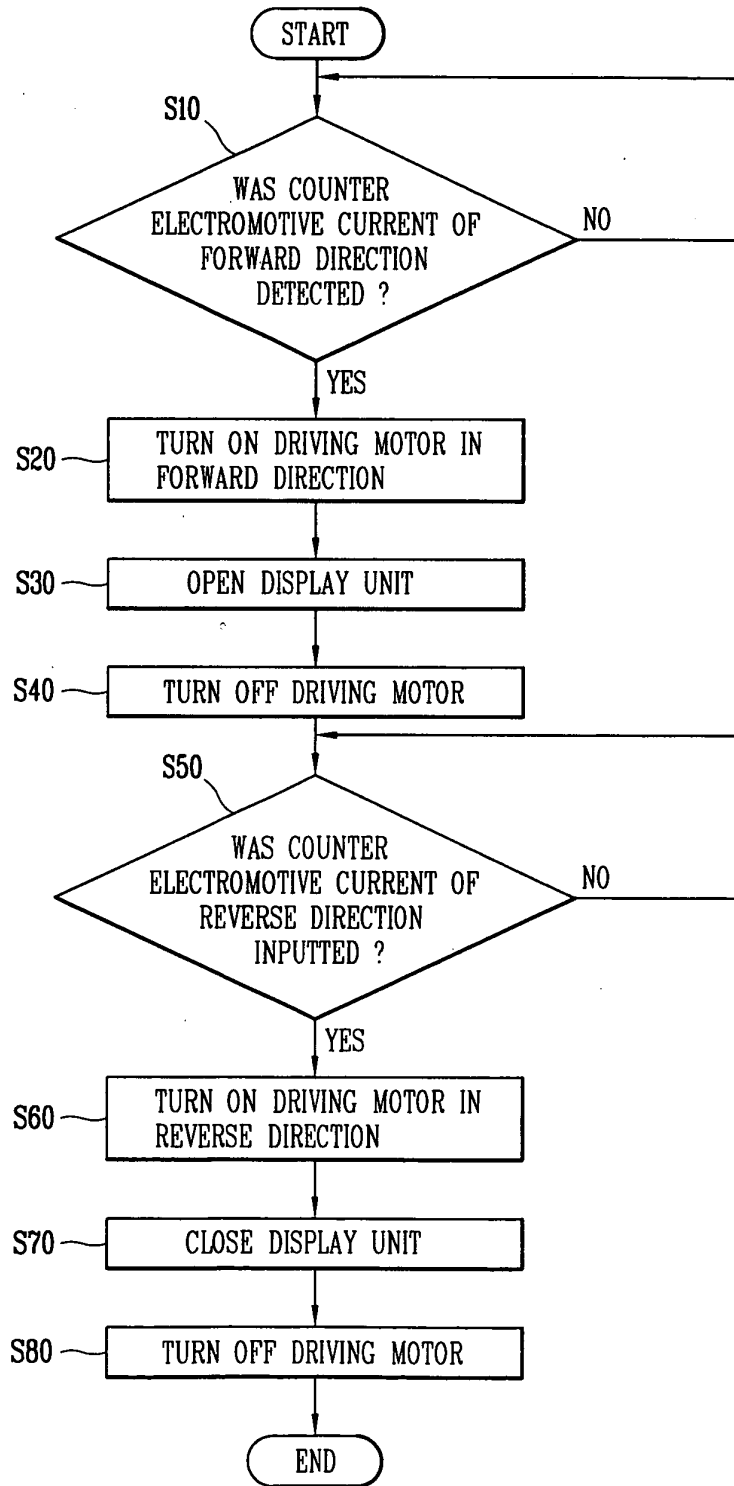 START
S10
WAS COUNTER
ELECTROMOTIVE CURRENT OF
FORWARD DIRECTION
DETECTED ?
NO
YES
S20
TURN ON DRIVING MOTOR IN
FORWARD DIRECTION
S30
OPEN DISPLAY UNIT
S40
TURN OFF DRIVING MOTOR
S50
WAS COUNTER
ELECTROMOTIVE CURRENT OF
REVERSE DIRECTION
INPUTTED ?
NO
YES
S60
TURN ON DRIVING MOTOR IN
REVERSE DIRECTION
S70
CLOSE DISPLAY UNIT
S80
TURN OFF DRIVING MOTOR
END